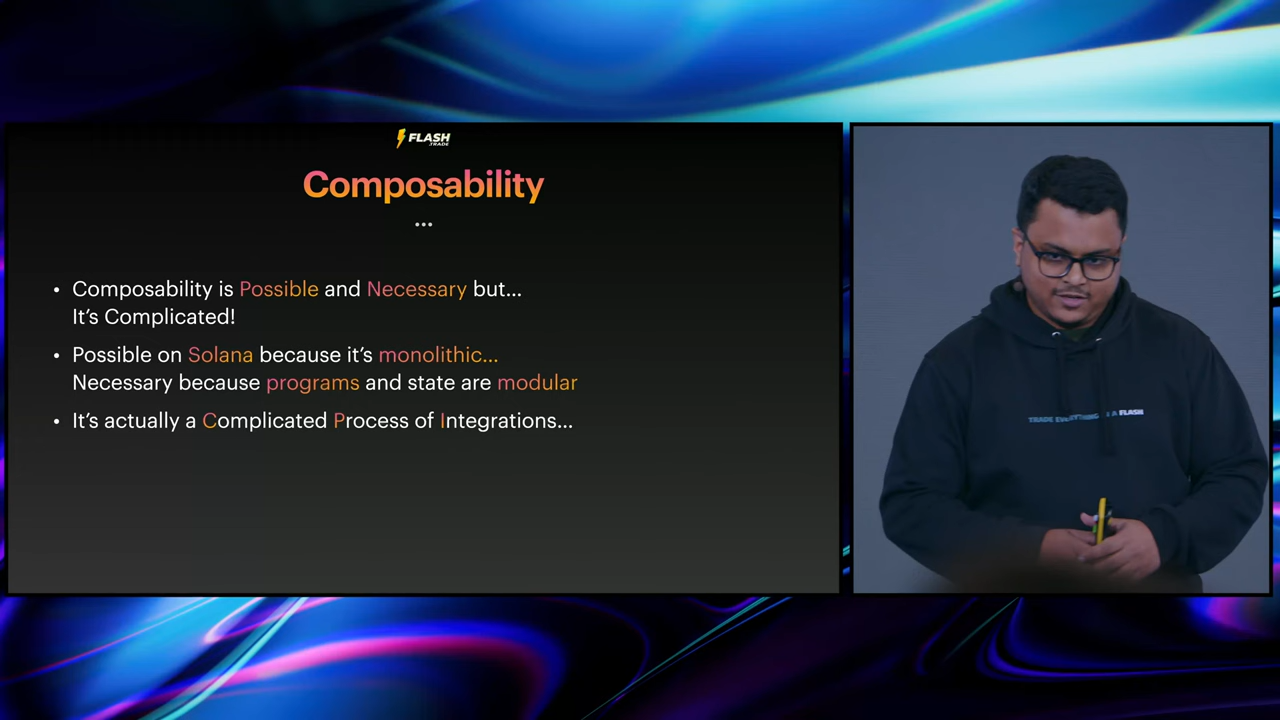 FLASH
.TRADE
Composability
...
• Composability is Possible and Necessary but...
It's Complicated!
• Possible on Solana because it's monolithic...
Necessary because programs and state are modular
• It's actually a Complicated Process of Integrations...
TRADE EVERYTHING IN A FLASH